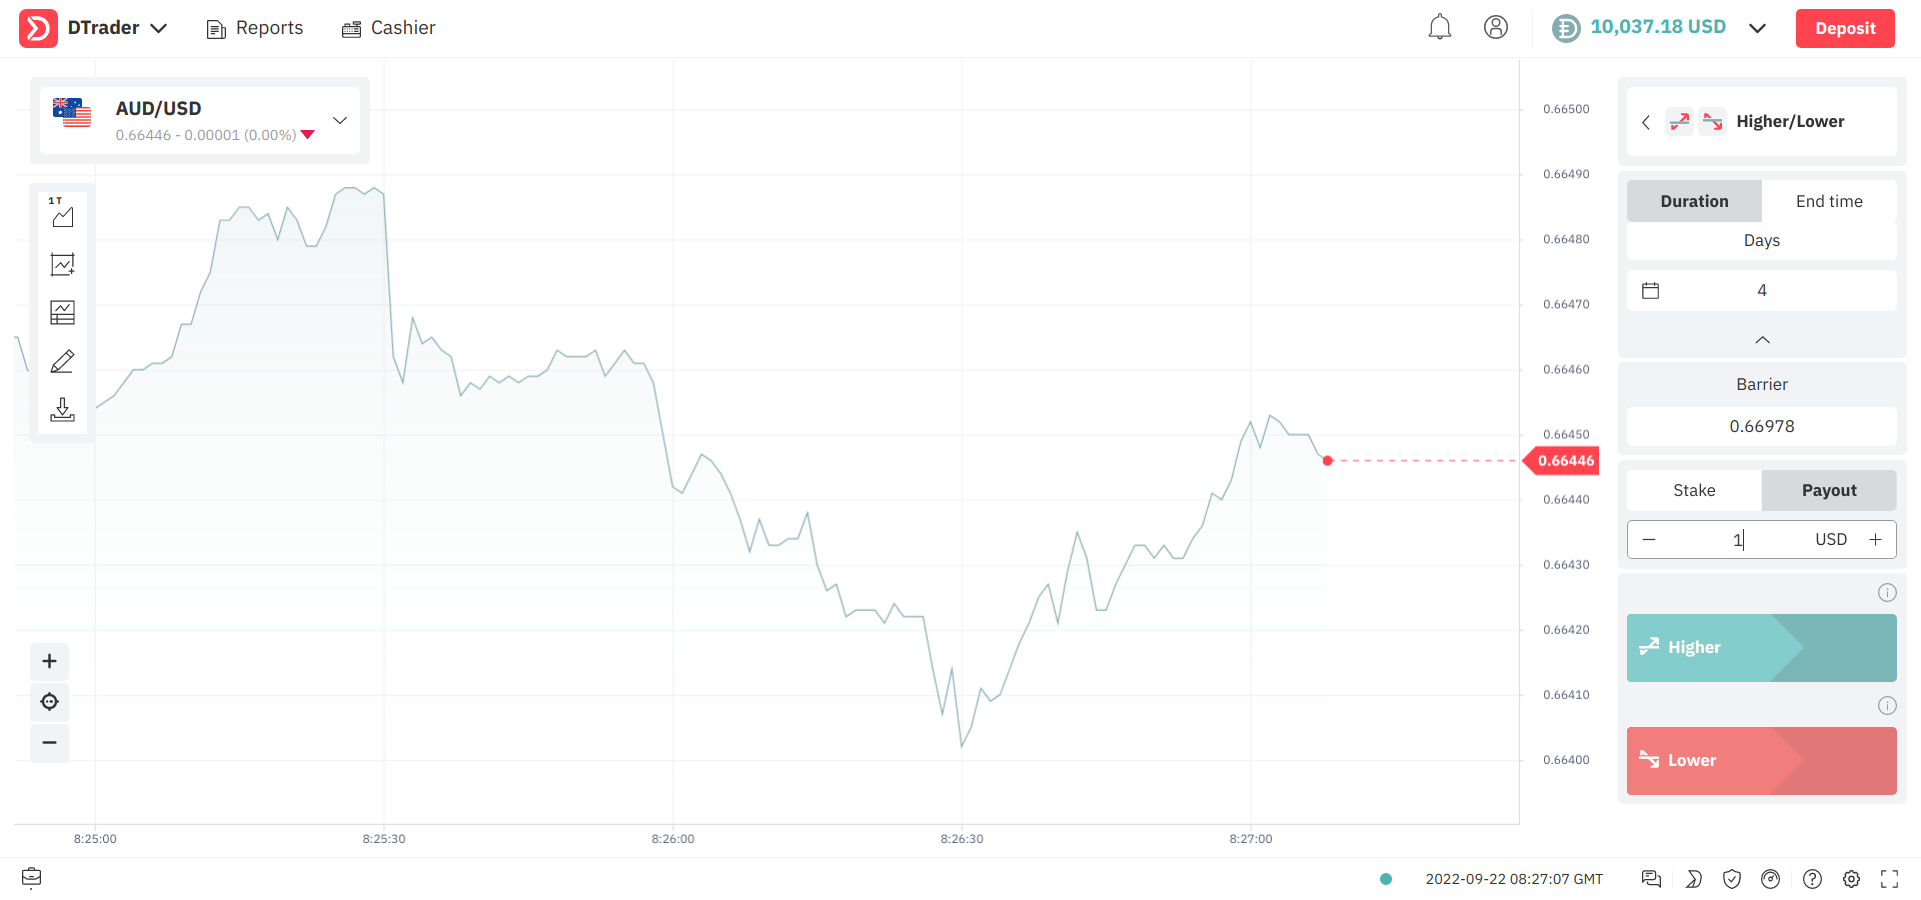 DTrader Reports Cashier 10,037.18 USD Deposit
AUD/USD
0.66446 - 0.00001 (0.00%)
1 T
0.66500
0.66490
0.66480
0.66470
0.66460
0.66450
0.66446
0.66440
0.66430
0.66420
0.66410
0.66400
8:25:00 8:25:30 8:26:00 8:26:30 8:27:00
Higher/Lower
Duration End time
Days
4
Barrier
0.66978
Stake Payout
1 USD
Higher
Lower
2022-09-22 08:27:07 GMT